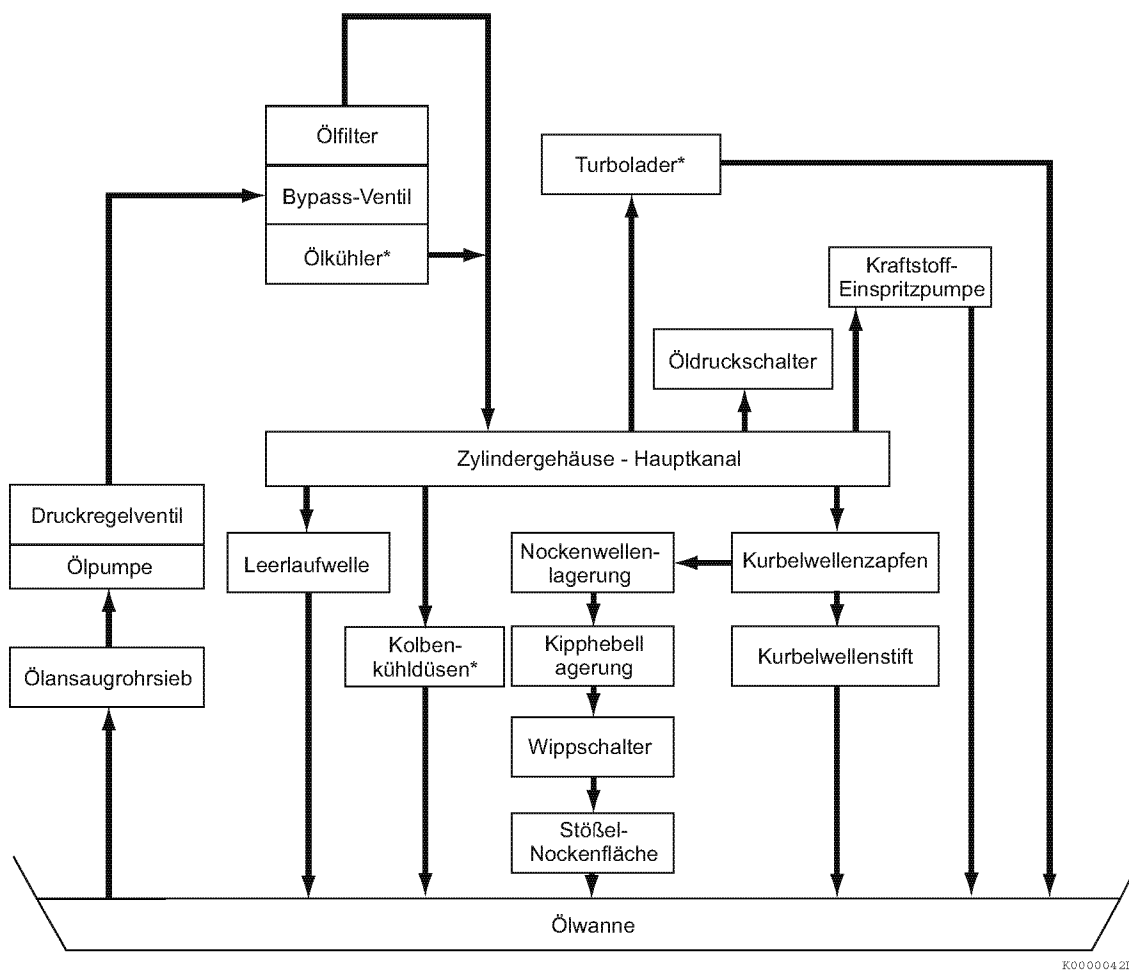 Ölfilter
Bypass-Ventil
Ölkühler*
Turbolader*
Kraftstoff-
Einspritzpumpe
Öldruckschalter
Zylindergehäuse - Hauptkanal
Druckregelventil
Ölpumpe
Ölansaugrohrsieb
Leerlaufwelle
Kolben-
kühldüsen*
Nockenwellen-
lagerung
Kipphebell
agerung
Wippschalter
Stößel-
Nockenfläche
Kurbelwellenzapfen
Kurbelwellenstift
Ölwanne
K0000042I